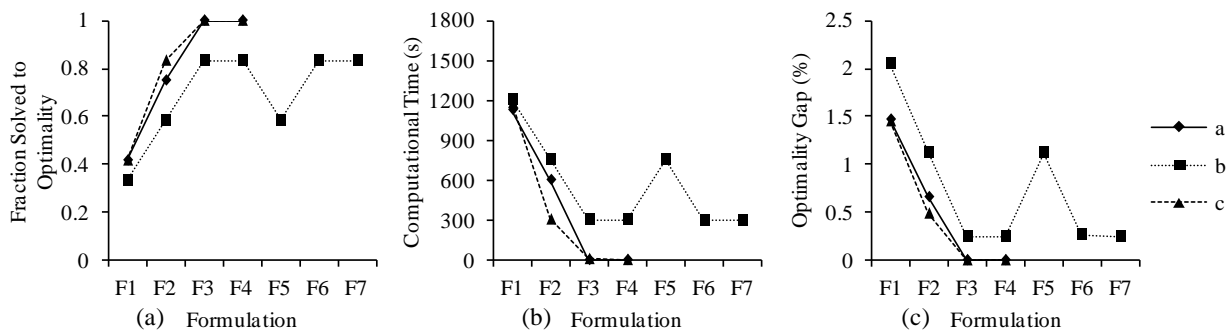 Fraction Solved to
Optimality
1
0.8
0.6
0.4
0.2
0
F1 F2 F3 F4 F5 F6 F7
(a) Formulation
Computational Time (s)
1800
1500
1200
900
600
300
0
F1 F2 F3 F4 F5 F6 F7
(b) Formulation
Optimality Gap (%)
2.5
2
1.5
1
0.5
0
F1 F2 F3 F4 F5 F6 F7
(c) Formulation
a
b
c